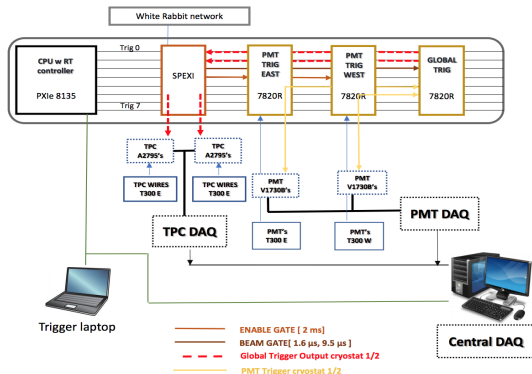 White Rabbit network
Trig 0
CPU w RT
controller
PXIe 8135
Trig 7
SPEXI
PMT
TRIG
EAST
7820R
PMT
TRIG
WEST
7820R
GLOBAL
TRIG
7820R
TPC
A2795's
TPC
A2795's
TPC WIRES
T300 E
TPC WIRES
T300 E
PMT
V1730B's
PMT
V1730B's
PMT's
T300 E
PMT's
T300 W
TPC DAQ
PMT DAQ
Trigger laptop
Central DAQ
ENABLE GATE [ 2 ms]
BEAM GATE[ 1.6 µs, 9.5 µs ]
Global Trigger Output cryostat 1/2
PMT Trigger cryostat 1/2